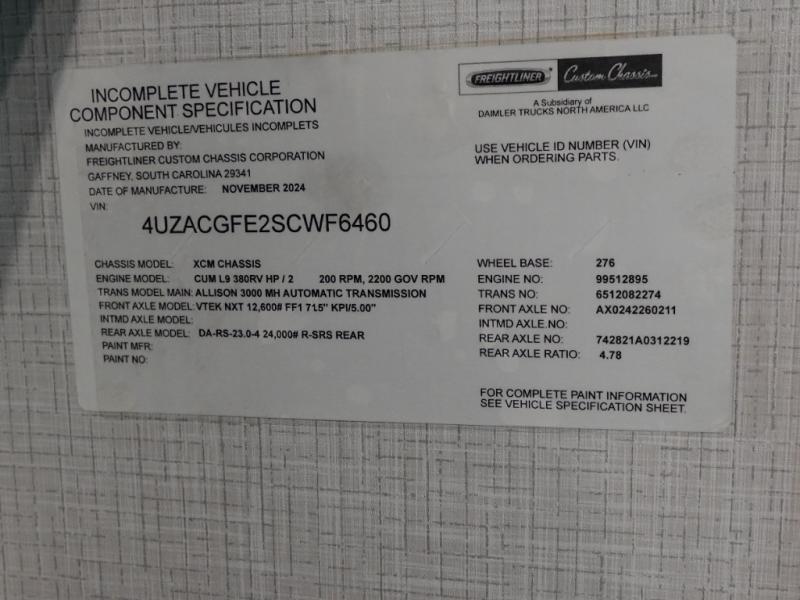 INCOMPLETE VEHICLE
COMPONENT SPECIFICATION
INCOMPLETE VEHICLE/VEHICULES INCOMPLETS
MANUFACTURED BY:
FREIGHTLINER CUSTOM CHASSIS CORPORATION
GAFFNEY, SOUTH CAROLINA 29341
DATE OF MANUFACTURE: NOVEMBER 2024
VIN:
4UZACGFE2SCWF6460
FREIGHTLINER Custom Chassis
A Subsidiary of
DAIMLER TRUCKS NORTH AMERICA LLC
USE VEHICLE ID NUMBER (VIN)
WHEN ORDERING PARTS.
CHASSIS MODEL: XCM CHASSIS
ENGINE MODEL: CUM L9 380RV HP / 2 200 RPM, 2200 GOV RPM
TRANS MODEL MAIN: ALLISON 3000 MH AUTOMATIC TRANSMISSION
FRONT AXLE MODEL: VTEK NXT 12,600# FF1 71.5" KPI/5.00"
INTMD AXLE MODEL:
REAR AXLE MODEL: DA-RS-23.0-4 24,000# R-SRS REAR
PAINT MFR:
PAINT NO:
WHEEL BASE: 276
ENGINE NO: 99512895
TRANS NO: 6512082274
FRONT AXLE NO: AX0242260211
INTMD AXLE.NO:
REAR AXLE NO: 742821A0312219
REAR AXLE RATIO: 4.78
FOR COMPLETE PAINT INFORMATION
SEE VEHICLE SPECIFICATION SHEET.